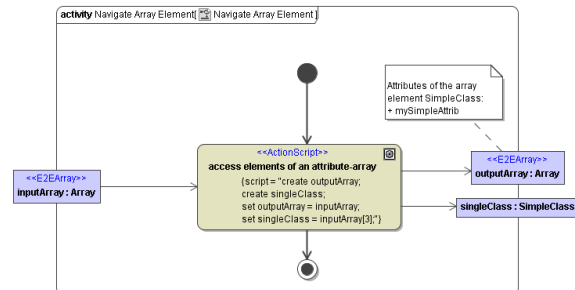 activity Navigate Array Element[ Navigate Array Element ]
Attributes of the array
element SimpleClass:
+ mySimpleAttrib
<<ActionScript>>
access elements of an attribute-array
{script = "create outputArray;
create singleClass;
set outputArray = inputArray;
set singleClass = inputArray[3];"}
<<E2EArray>>
inputArray : Array
<<E2EArray>>
outputArray : Array
singleClass : SimpleClass